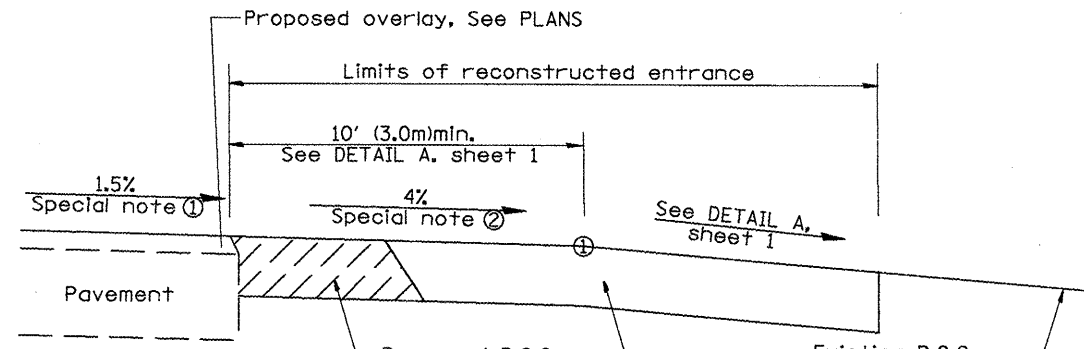 Proposed overlay, See PLANS
Limits of reconstructed entrance
10' (3.0m)min.
See DETAIL A. sheet 1
1.5%
Special note ①
4%
Special note ②
See DETAIL A.
sheet 1
①
Pavement